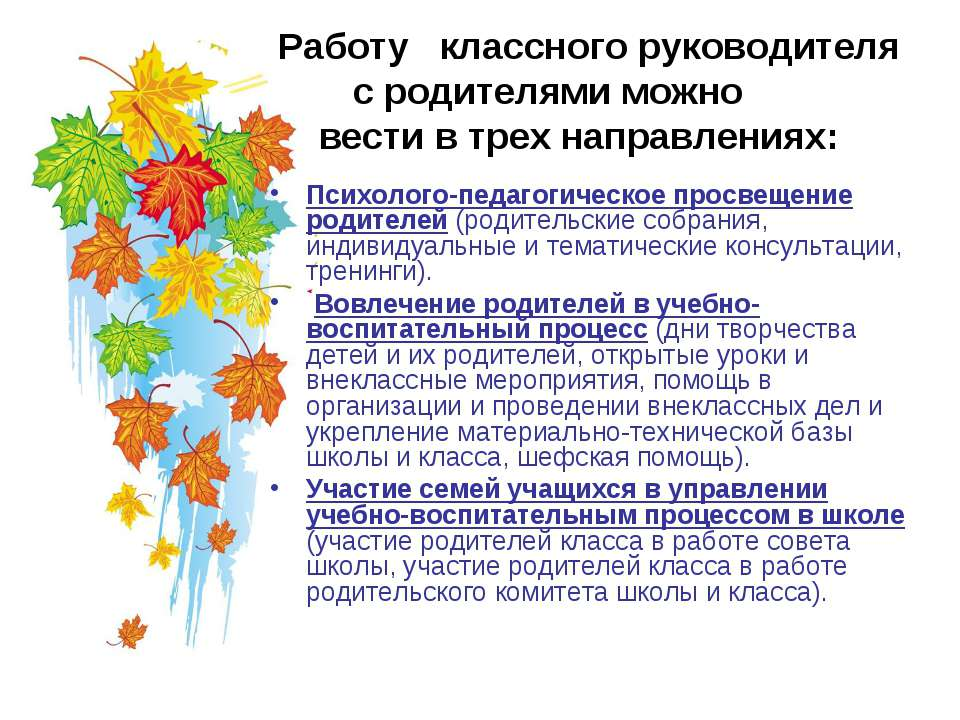 Работу классного руководителя
с родителями можно
вести в трех направлениях:
• Психолого-педагогическое просвещение
родителей (родительские собрания,
индивидуальные и тематические консультации,
тренинги).
• Вовлечение родителей в учебно-
воспитательный процесс (дни творчества
детей и их родителей, открытые уроки и
внеклассные мероприятия, помощь в
организации и проведении внеклассных дел и
укрепление материально-технической базы
школы и класса, шефская помощь).
• Участие семей учащихся в управлении
учебно-воспитательным процессом в школе
(участие родителей класса в работе совета
школы, участие родителей класса в работе
родительского комитета школы и класса).